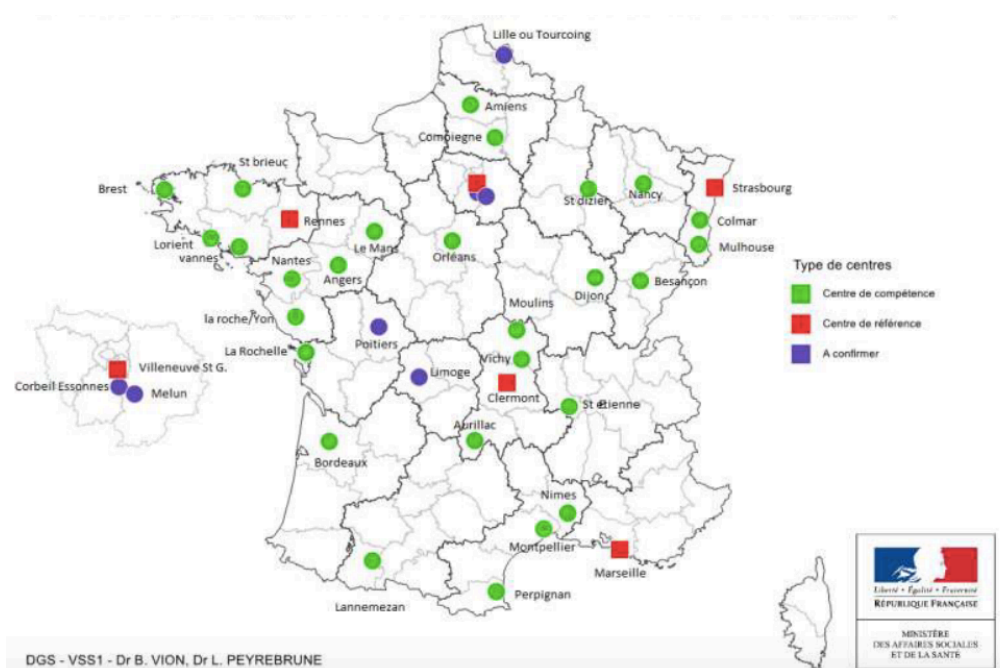 Lille ou Tourcoing
Amiens
Compiegne
St brieuc
Brest
Strasbourg
St dizier
Nancy
Rennes
Colmar
Lorient
Le Mans
vannes
Mulhouse
Orléans
Nantes
Angers
Besançon
Dijon
Moulins
la roche/Yon
Poitiers
La Rochelle
Vichy
Limoge
Clermont
St Etienne
Aurillac
Bordeaux
Nimes
Montpellier
Marseille
Lannemezan
Perpignan
Villeneuve St G.
Corbeil Essonnes
Melun
Type de centres
Centre de compétence
Centre de référence
A confirmer
Liberté • Égalité • Fraternité
RÉPUBLIQUE FRANÇAISE
MINISTÈRE
DES AFFAIRES SOCIALES
ET DE LA SANTÉ
DGS - VSS1 - Dr B. VION, Dr L. PEYREBRUNE